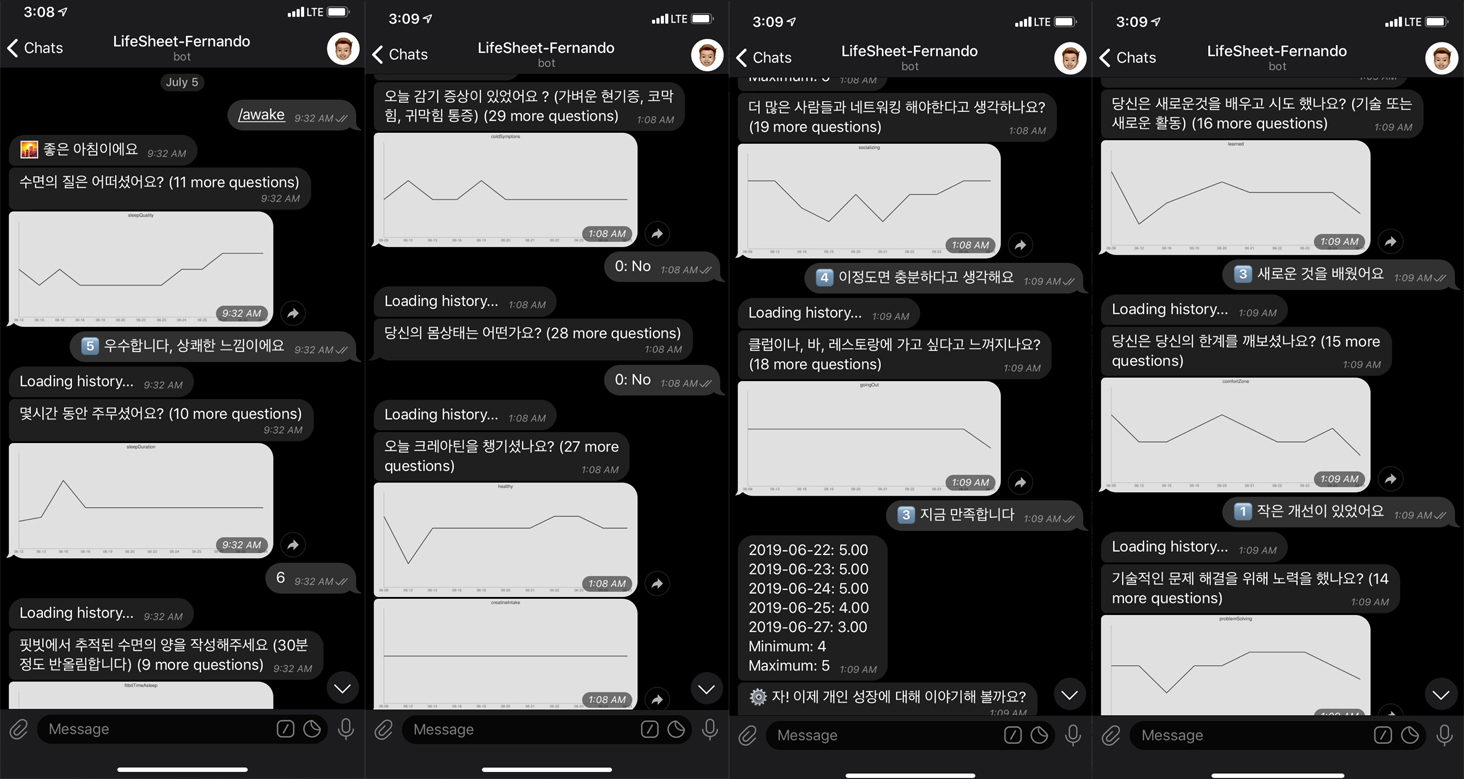 3:08
LTE
Chats
LifeSheet-Fernando
bot
July 5
/awake 9:32 AM
좋은 아침이에요 9:32 AM
수면의 질은 어떠셨어요? (11 more questions)
9:32 AM
sleepQuality
9:32 AM
5 우수합니다, 상쾌한 느낌이에요 9:32 AM
Loading history... 9:32 AM
몇시간 동안 주무셨어요? (10 more questions)
9:32 AM
sleepDuration
9:32 AM
6 9:32 AM
Loading history... 9:32 AM
핏빗에서 추적된 수면의 양을 작성해주세요 (30분
정도 반올림합니다) (9 more questions) 9:32 AM
fitbitTimeAsleep
Message
3:09
LTE
Chats
LifeSheet-Fernando
bot
오늘 감기 증상이 있었어요 ? (가벼운 현기증, 코막
힘, 귀막힘 통증) (29 more questions) 1:08 AM
coldSymptoms
1:08 AM
0: No 1:08 AM
Loading history... 1:08 AM
당신의 몸상태는 어떤가요? (28 more questions)
1:08 AM
0: No 1:08 AM
Loading history... 1:08 AM
오늘 크레아틴을 챙기셨나요? (27 more
questions) 1:08 AM
healthy
1:08 AM
creatineIntake
1:08 AM
Message
3:09
LTE
Chats
LifeSheet-Fernando
bot
Maximum: 5 1:08 AM
더 많은 사람들과 네트워킹 해야한다고 생각하나요?
(19 more questions) 1:08 AM
socializing
1:08 AM
4 이정도면 충분하다고 생각해요 1:09 AM
Loading history... 1:09 AM
클럽이나, 바, 레스토랑에 가고 싶다고 느껴지나요?
(18 more questions) 1:09 AM
goingOut
1:09 AM
3 지금 만족합니다 1:09 AM
2019-06-22: 5.00
2019-06-23: 5.00
2019-06-24: 5.00
2019-06-25: 4.00
2019-06-27: 3.00
Minimum: 4
Maximum: 5 1:09 AM
자! 이제 개인 성장에 대해 이야기해 볼까요?
1:09 AM
Message
3:09
LTE
Chats
LifeSheet-Fernando
bot
당신은 새로운것을 배우고 시도 했나요? (기술 또는
새로운 활동) (16 more questions) 1:09 AM
learned
1:09 AM
3 새로운 것을 배웠어요 1:09 AM
Loading history... 1:09 AM
당신은 당신의 한계를 깨보셨나요? (15 more
questions) 1:09 AM
comfortZone
1:09 AM
1 작은 개선이 있었어요 1:09 AM
Loading history... 1:09 AM
기술적인 문제 해결을 위해 노력을 했나요? (14
more questions) 1:09 AM
problemSolving
1:09 AM
Message